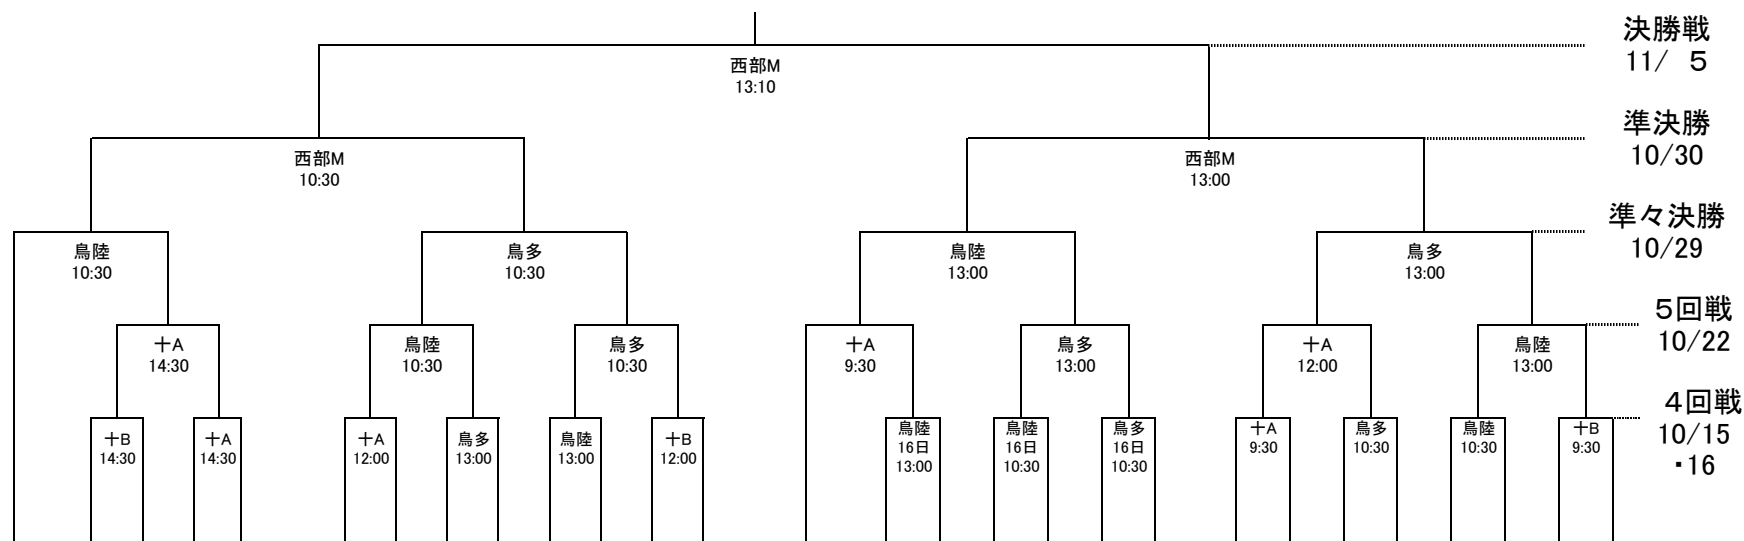 決勝戦
11/ 5
西部M
13:10
準決勝
10/30
西部M
10:30
西部M
13:00
準々決勝
10/29
鳥陸
10:30
鳥多
10:30
鳥陸
13:00
鳥多
13:00
5回戦
10/22
十A
14:30
鳥陸
10:30
鳥多
10:30
十A
9:30
鳥多
13:00
十A
12:00
鳥陸
13:00
4回戦
10/15
・16
十B
14:30
十A
14:30
十A
12:00
鳥多
13:00
鳥陸
13:00
十B
12:00
鳥陸
16日
13:00
鳥陸
16日
10:30
鳥多
16日
10:30
十A
9:30
鳥多
10:30
鳥陸
10:30
十B
9:30